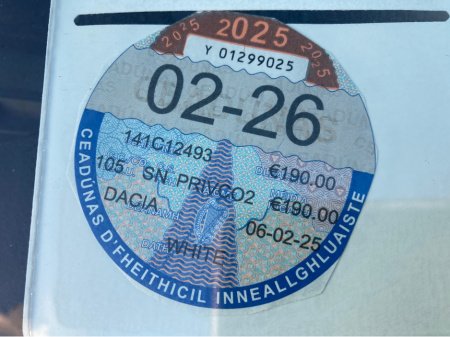 2025 2025 2025
Y 01299025
02-26
141C12493 €190.00
105 SN PRIVCO2 €190.00
DACIA 06-02-25
WHITE
CEADÚNAS D'FHEITHICIL INNEALLGHLUAISTE